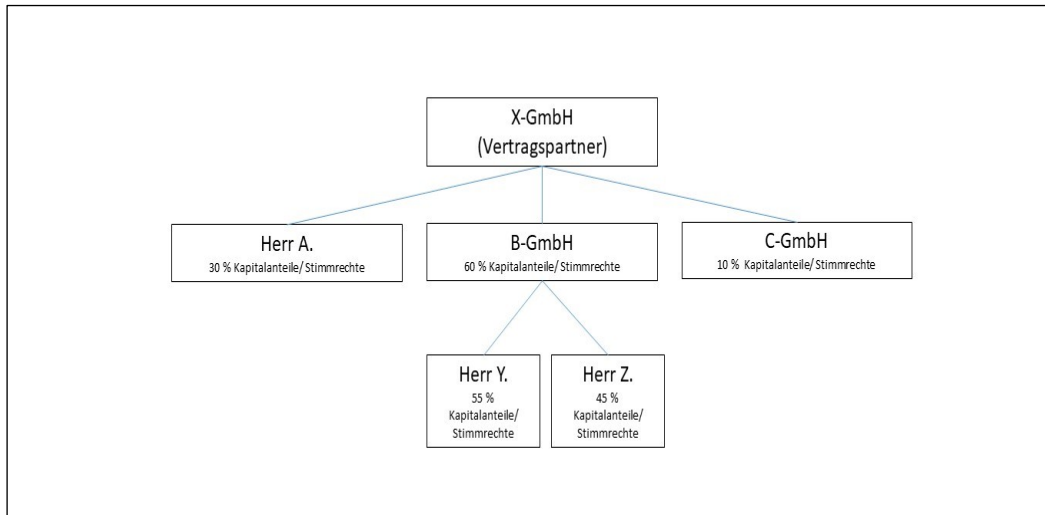 X-GmbH
(Vertragspartner)
Herr A.
30 % Kapitalanteile/ Stimmrechte
B-GmbH
60 % Kapitalanteile/ Stimmrechte
C-GmbH
10 % Kapitalanteile/ Stimmrechte
Herr Y.
55 %
Kapitalanteile/
Stimmrechte
Herr Z.
45 %
Kapitalanteile/
Stimmrechte